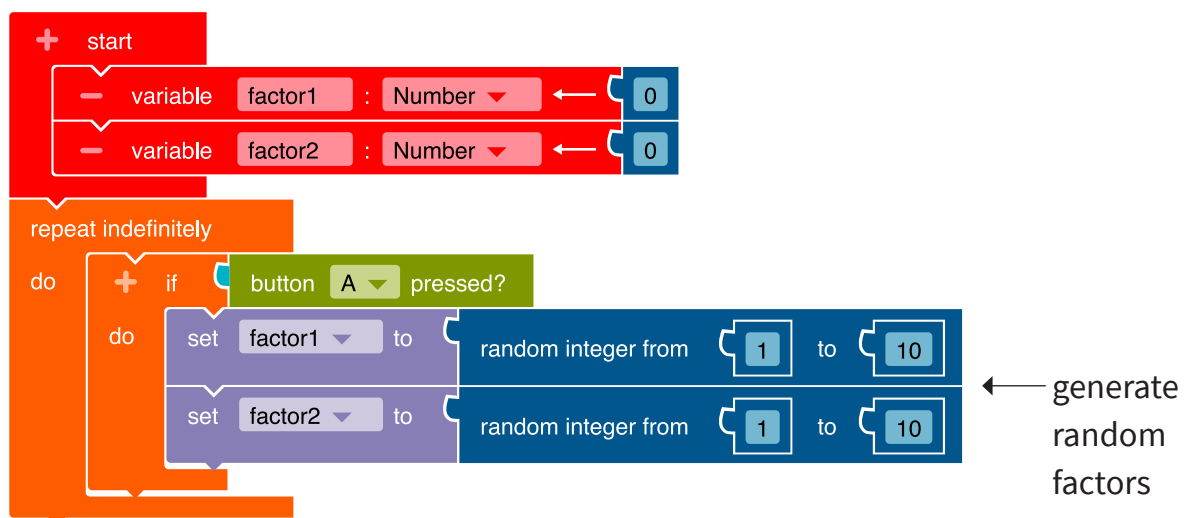 start
variable factor1 : Number 0
variable factor2 : Number 0
repeat indefinitely
do if button A pressed?
do set factor1 to random integer from 1 to 10
set factor2 to random integer from 1 to 10
generate
random
factors